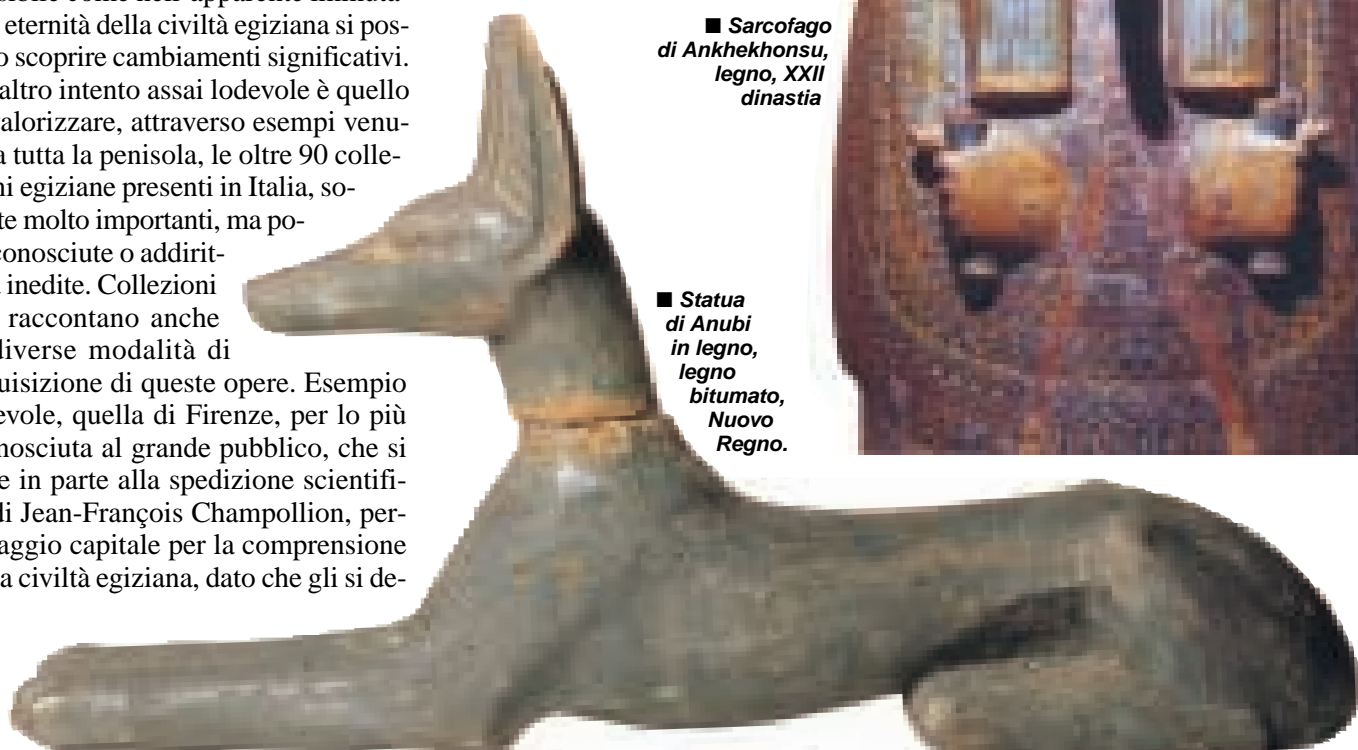 sione come nell'apparente immuta-
eternità della civiltà egiziana si pos-
o scoprire cambiamenti significativi.
altro intento assai lodevole è quello
alorizzare, attraverso esempi venu-
a tutta la penisola, le oltre 90 colle-
ni egiziane presenti in Italia, so-
te molto importanti, ma po-
conosciute o addirit-
inedite. Collezioni
raccontano anche
diverse modalità di
uisizione di queste opere. Esempio
evole, quella di Firenze, per lo più
nosciuta al grande pubblico, che si
e in parte alla spedizione scientifi-
di Jean-François Champollion, per-
aggio capitale per la comprensione
a civiltà egiziana, dato che gli si de-
■ Sarcofago
di Ankhekhonsu,
legno, XXII
dinastia
■ Statua
di Anubi
in legno,
legno
bitumato,
Nuovo
Regno.